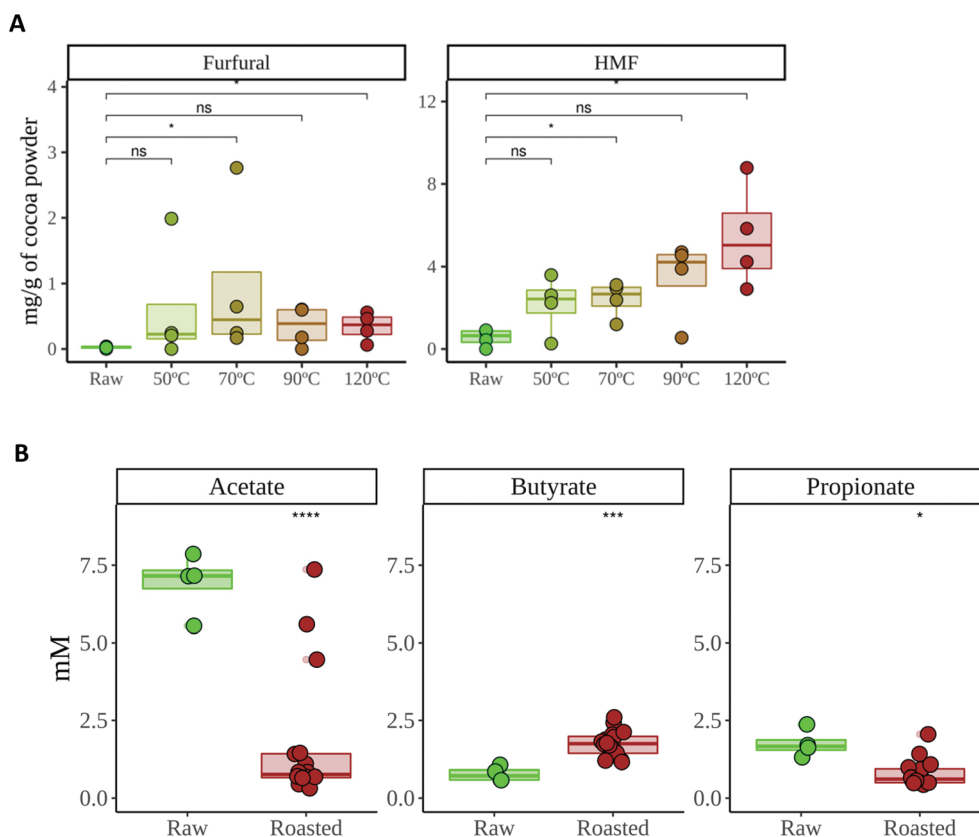 A
Furfural
HMF
mg/g of cocoa powder
4
3
2
1
0
*
ns
*
ns
Raw
50ºC
70ºC
90ºC
120ºC
12
8
4
0
*
ns
*
ns
Raw
50ºC
70ºC
90ºC
120ºC
B
Acetate
Butyrate
Propionate
mM
7.5
5.0
2.5
0.0
****
Raw
Roasted
7.5
5.0
2.5
0.0
***
Raw
Roasted
7.5
5.0
2.5
0.0
*
Raw
Roasted